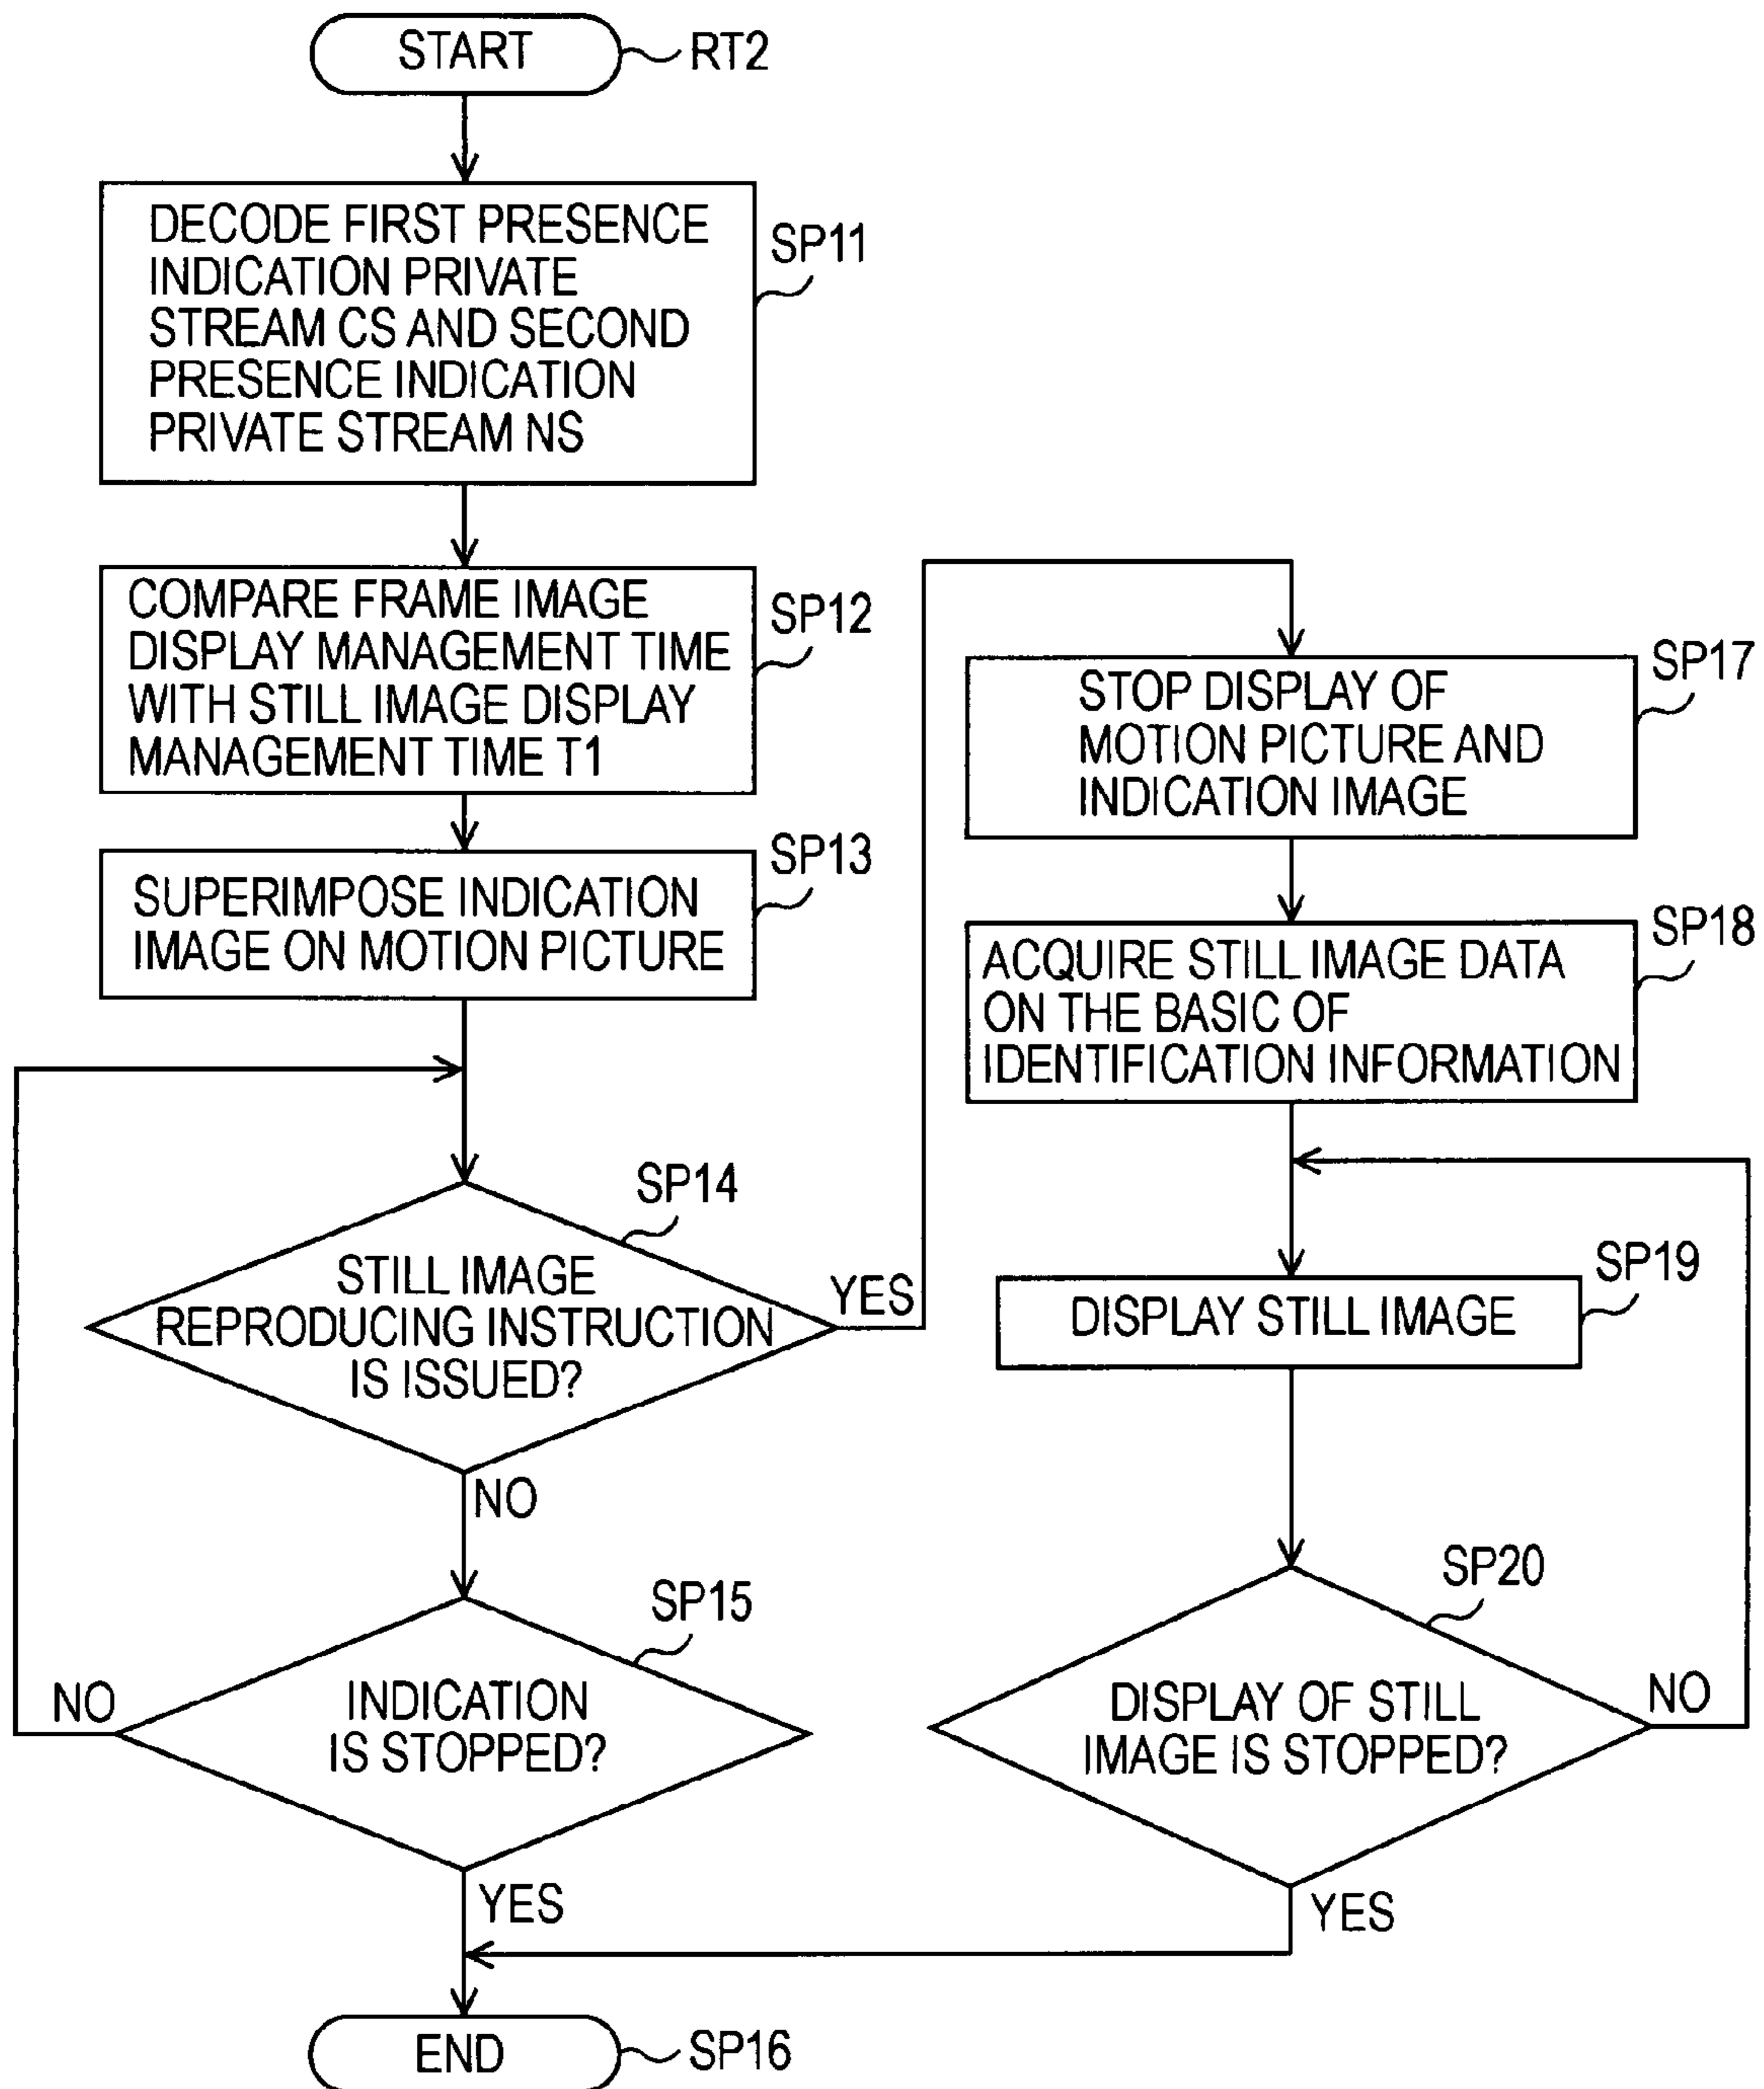 START
RT2
DECODE FIRST PRESENCE
INDICATION PRIVATE
STREAM CS AND SECOND
PRESENCE INDICATION
PRIVATE STREAM NS
SP11
COMPARE FRAME IMAGE
DISPLAY MANAGEMENT TIME
WITH STILL IMAGE DISPLAY
MANAGEMENT TIME T1
SP12
SUPERIMPOSE INDICATION
IMAGE ON MOTION PICTURE
SP13
STILL IMAGE
REPRODUCING INSTRUCTION
IS ISSUED?
SP14
YES
NO
INDICATION
IS STOPPED?
SP15
NO
YES
END
SP16
STOP DISPLAY OF
MOTION PICTURE AND
INDICATION IMAGE
SP17
ACQUIRE STILL IMAGE DATA
ON THE BASIC OF
IDENTIFICATION INFORMATION
SP18
DISPLAY STILL IMAGE
SP19
DISPLAY OF STILL
IMAGE IS STOPPED?
SP20
NO
YES